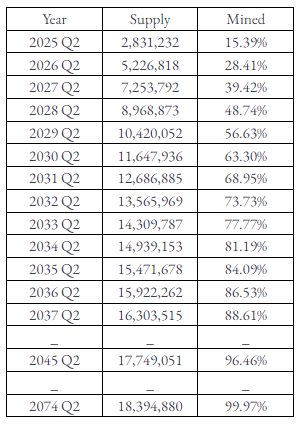 Year Supply Mined
2025 Q2 2,831,232 15.39%
2026 Q2 5,226,818 28.41%
2027 Q2 7,253,792 39.42%
2028 Q2 8,968,873 48.74%
2029 Q2 10,420,052 56.63%
2030 Q2 11,647,936 63.30%
2031 Q2 12,686,885 68.95%
2032 Q2 13,565,969 73.73%
2033 Q2 14,309,787 77.77%
2034 Q2 14,939,153 81.19%
2035 Q2 15,471,678 84.09%
2036 Q2 15,922,262 86.53%
2037 Q2 16,303,515 88.61%
– – –
2045 Q2 17,749,051 96.46%
– – –
2074 Q2 18,394,880 99.97%